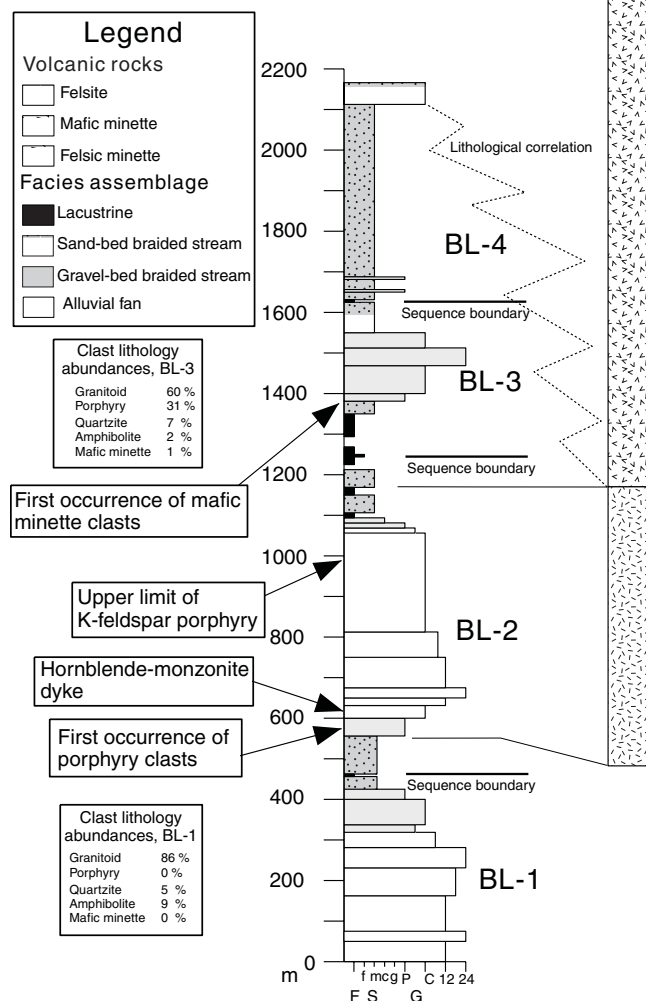 Legend
Volcanic rocks
Felsite
Mafic minette
Felsic minette
Facies assemblage
Lacustrine
Sand-bed braided stream
Gravel-bed braided stream
Alluvial fan
Clast lithology
abundances, BL-3
Granitoid 60 %
Porphyry 31 %
Quartzite 7 %
Amphibolite 2 %
Mafic minette 1 %
First occurrence of mafic
minette clasts
Upper limit of
K-feldspar porphyry
Hornblende-monzonite
dyke
First occurrence of
porphyry clasts
Clast lithology
abundances, BL-1
Granitoid 86 %
Porphyry 0 %
Quartzite 5 %
Amphibolite 9 %
Mafic minette 0 %
2200
2000
1800
1600
1400
1200
1000
800
600
400
200
0
m
Lithological correlation
BL-4
Sequence boundary
BL-3
Sequence boundary
BL-2
Sequence boundary
BL-1
f m c g P C 12 24
F S G